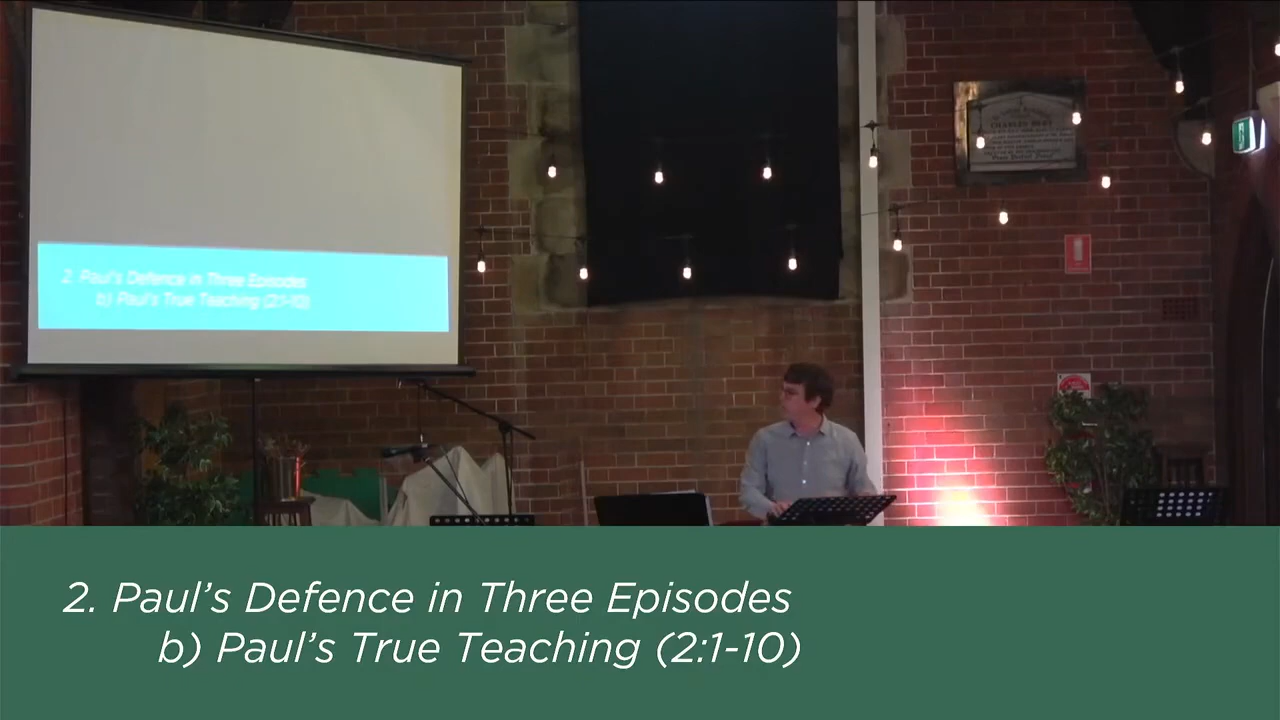 2 Paul's Defence in Three Episodes
b) Paul's True Teaching (2:1-10)
CHARLES
2. Paul's Defence in Three Episodes
b) Paul's True Teaching (2:1-10)